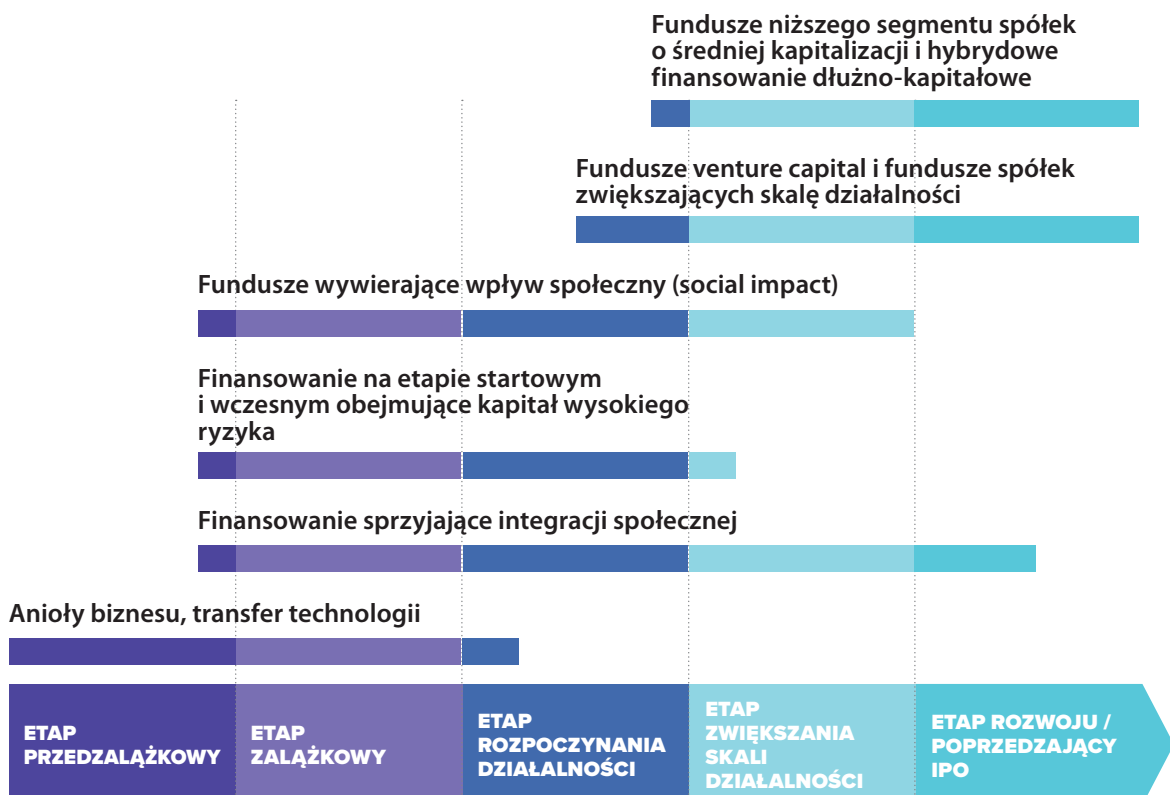 Fundusze niższego segmentu spółek
o średniej kapitalizacji i hybrydowe
finansowanie dłużno-kapitałowe
Fundusze venture capital i fundusze spółek
zwiększających skalę działalności
Fundusze wywierające wpływ społeczny (social impact)
Finansowanie na etapie startowym
i wczesnym obejmujące kapitał wysokiego
ryzyka
Finansowanie sprzyjające integracji społecznej
Anioły biznesu, transfer technologii
ETAP
PRZEDZALĄŻKOWY
ETAP
ZALĄŻKOWY
ETAP
ROZPOCZYNANIA
DZIAŁALNOŚCI
ETAP
ZWIĘKSZANIA
SKALI
DZIAŁALNOŚCI
ETAP ROZWOJU /
POPRZEDZAJĄCY
IPO